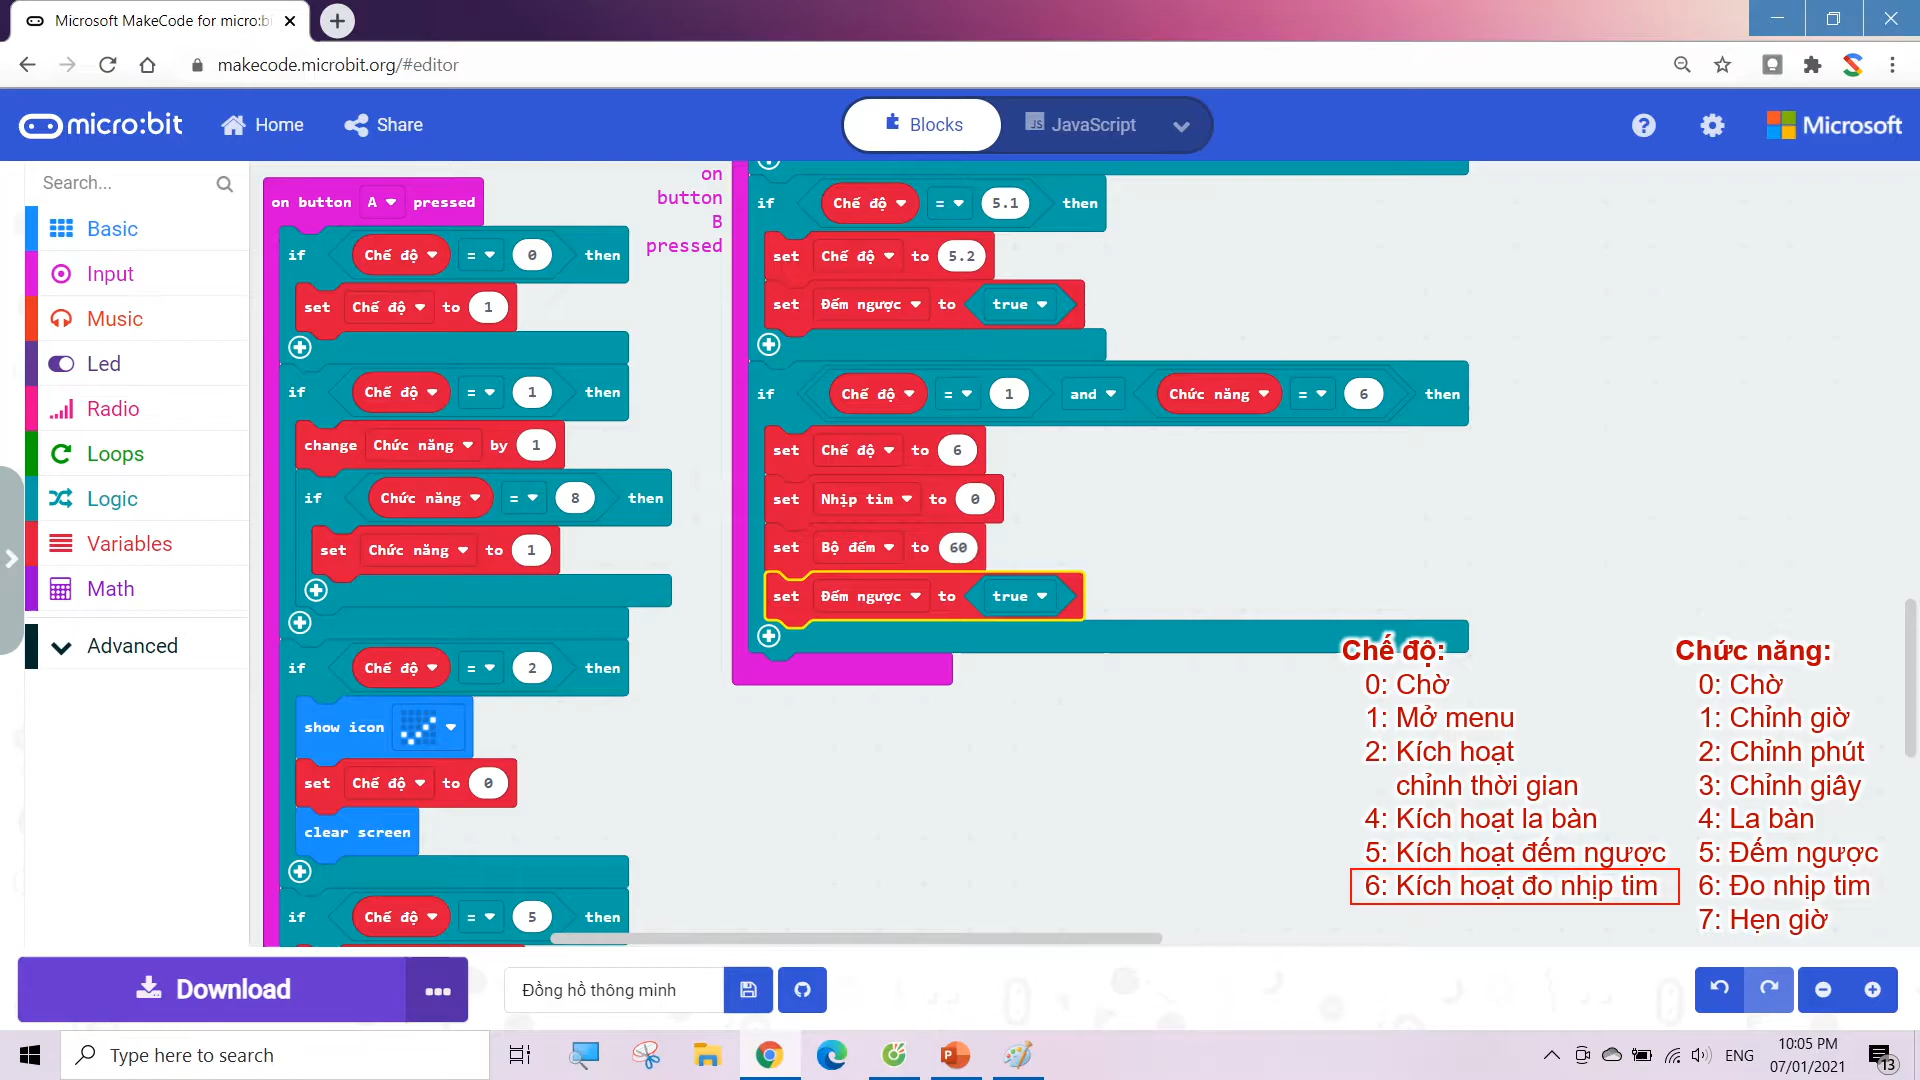 Microsoft MakeCode for micro:bi
makecode.microbit.org/#editor
micro:bit
Home
Share
Blocks
JS
JavaScript
?
Microsoft
Search...
Basic
Input
Music
Led
Radio
Loops
Logic
Variables
Math
Advanced
on button A pressed
if Chế độ = 0 then
set Chế độ to 1
if Chế độ = 1 then
change Chức năng by 1
if Chức năng = 8 then
set Chức năng to 1
if Chế độ = 2 then
show icon
set Chế độ to 0
clear screen
if Chế độ = 5 then
on
button
B
pressed
if Chế độ = 5.1 then
set Chế độ to 5.2
set Đếm ngược to true
if Chế độ = 1 and Chức năng = 6 then
set Chế độ to 6
set Nhịp tim to 0
set Bộ đếm to 60
set Đếm ngược to true
Chế độ:
0: Chờ
1: Mở menu
2: Kích hoạt
chỉnh thời gian
4: Kích hoạt la bàn
5: Kích hoạt đếm ngược
6: Kích hoạt đo nhịp tim
Chức năng:
0: Chờ
1: Chỉnh giờ
2: Chỉnh phút
3: Chỉnh giây
4: La bàn
5: Đếm ngược
6: Đo nhịp tim
7: Hẹn giờ
Download
Đồng hồ thông minh
Type here to search
ENG
10:05 PM
07/01/2021
13